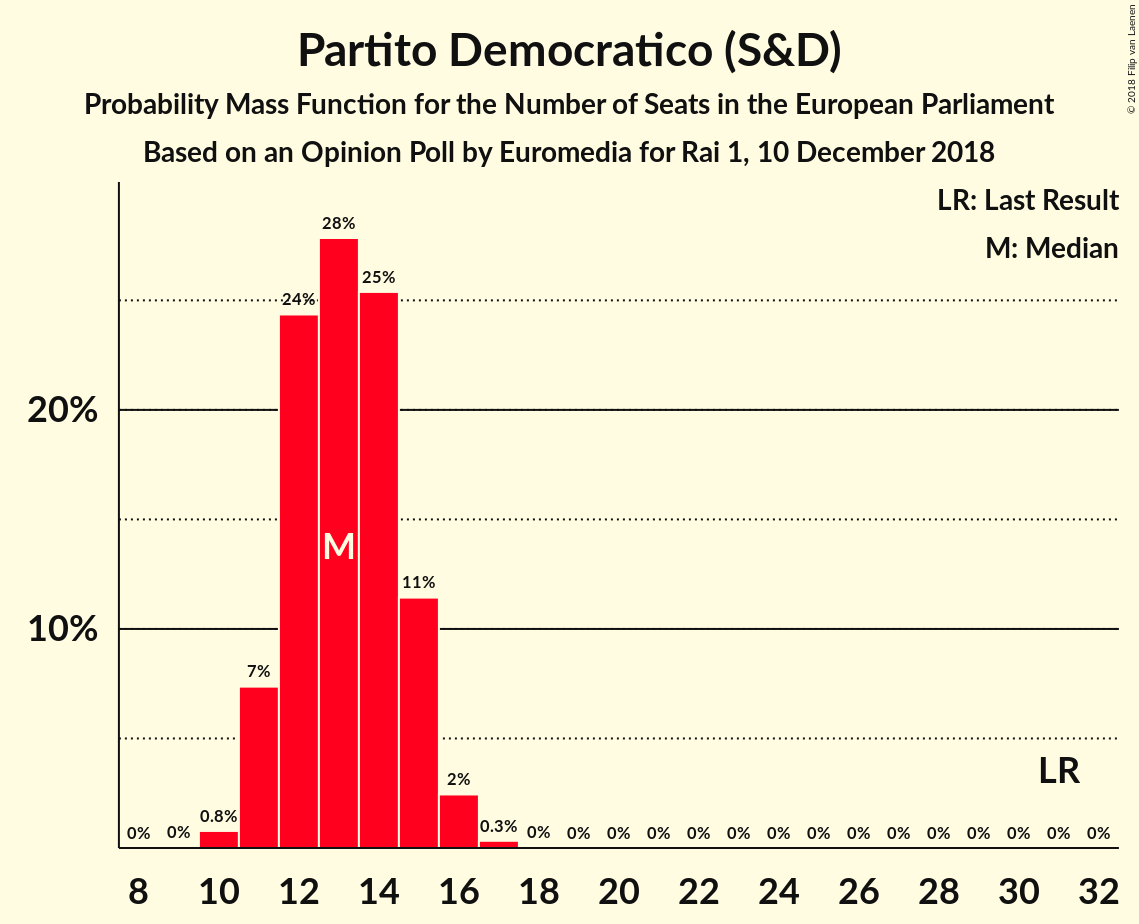 Partito Democratico (S&D)
Probability Mass Function for the Number of Seats in the European Parliament
Based on an Opinion Poll by Euromedia for Rai 1, 10 December 2018
© 2018 Filip van Laenen
LR: Last Result
M: Median
20%
10%
0% 0% 0.8% 7% 24% 28% 25% 11% 2% 0.3% 0% 0% 0% 0% 0% 0% 0% 0% 0% 0% 0% 0% 0% 0% 0%
M
LR
8 10 12 14 16 18 20 22 24 26 28 30 32